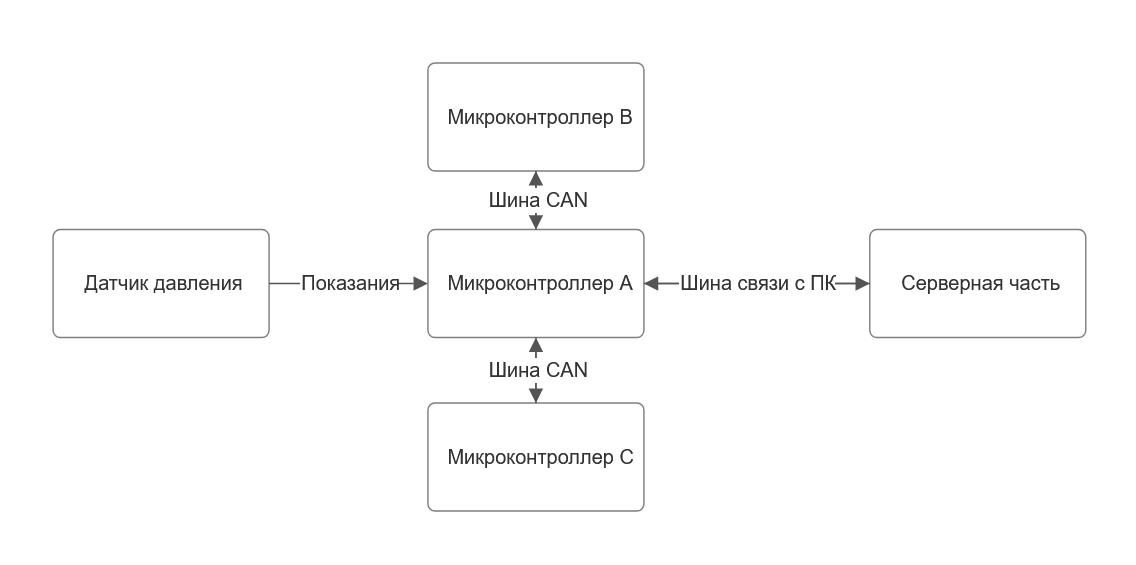 Микроконтроллер B
Шина CAN
Датчик давления
Показания
Микроконтроллер A
Шина связи с ПК
Серверная часть
Шина CAN
Микроконтроллер C